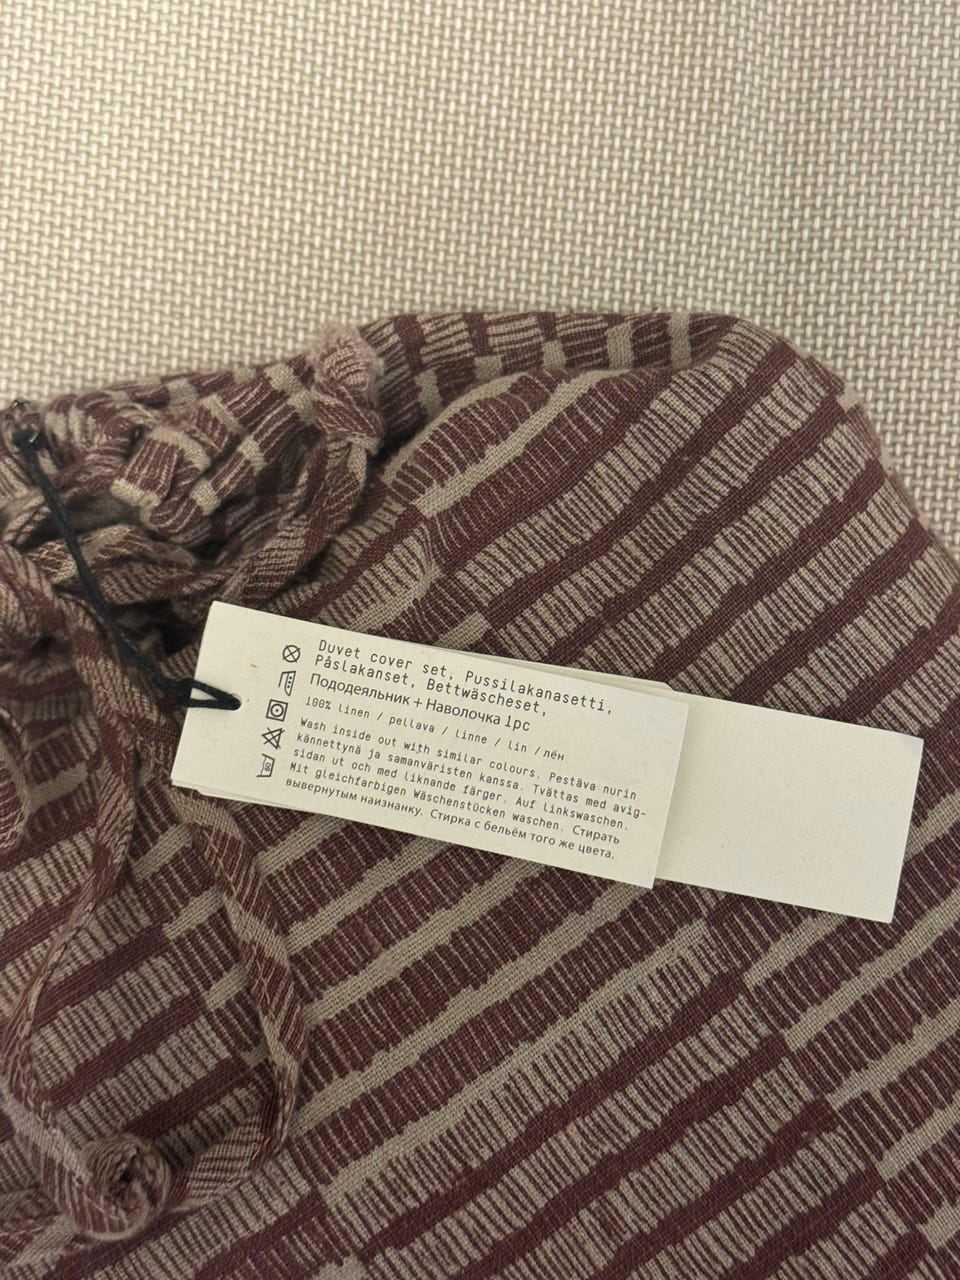 Duvet cover set, Pussilakanasetti,
Påslakanset, Bettwäscheset,
Пододеяльник + Наволочка 1pc
100% linen / pellava / linne / lin / лён
Wash inside out with similar colours. Pestäva nurin
kännettynä ja samanväristen kanssa. Tvättas med avig-
sidan ut och med liknande färger. Auf linkswaschen.
Mit gleichfarbigen Wäschenstücken waschen. Стирать
вывернутым наизнанку. Стирка с бельём того же цвета.